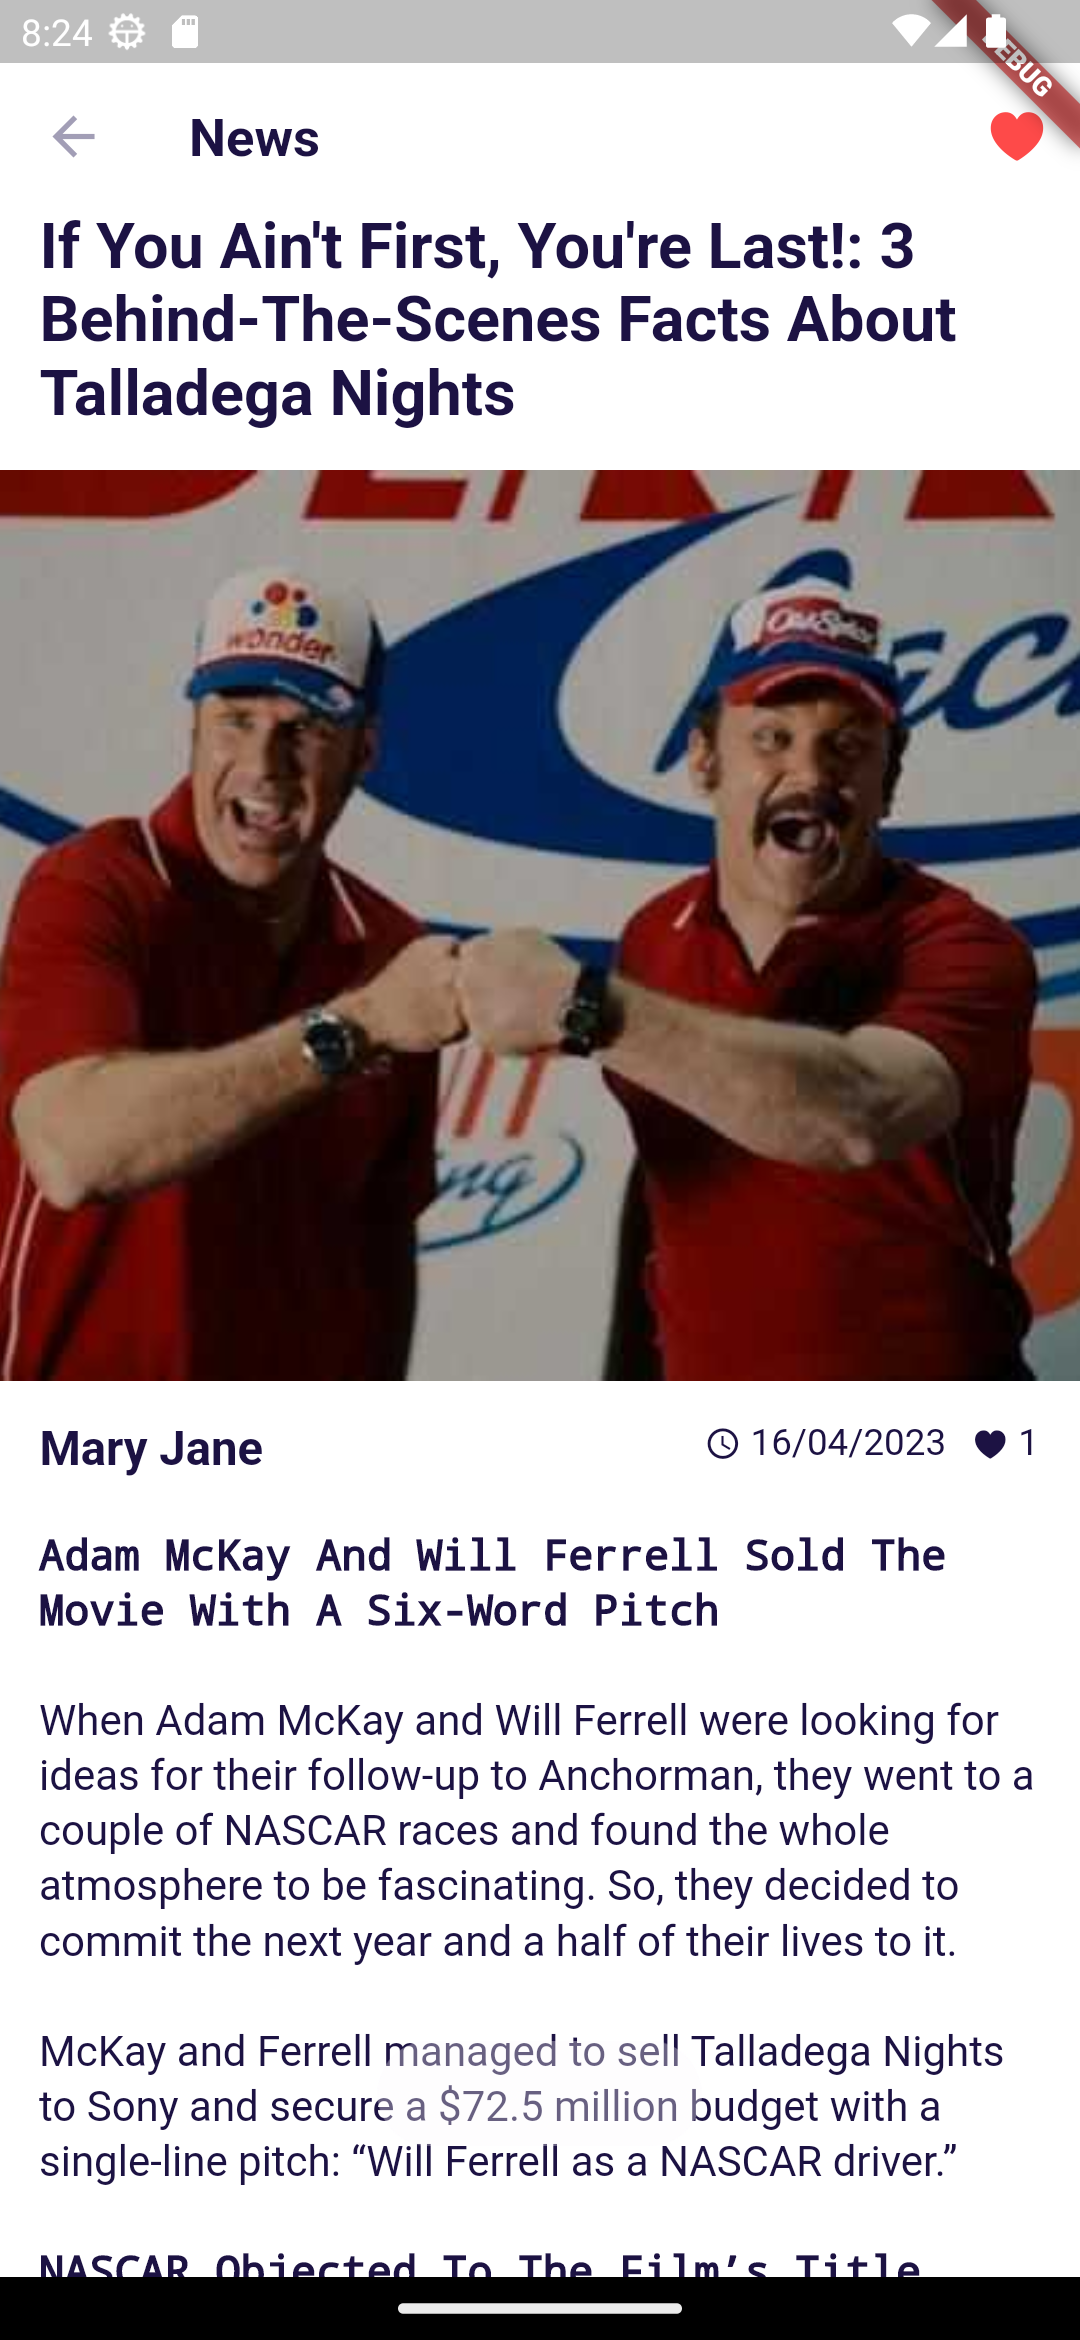 8:24
DEBUG
News
If You Ain't First, You're Last!: 3
Behind-The-Scenes Facts About
Talladega Nights
wonder
Old Spice
Mary Jane
16/04/2023 1
Adam McKay And Will Ferrell Sold The
Movie With A Six-Word Pitch
When Adam McKay and Will Ferrell were looking for
ideas for their follow-up to Anchorman, they went to a
couple of NASCAR races and found the whole
atmosphere to be fascinating. So, they decided to
commit the next year and a half of their lives to it.
McKay and Ferrell managed to sell Talladega Nights
to Sony and secure a $72.5 million budget with a
single-line pitch: “Will Ferrell as a NASCAR driver.”
NASCAR Objected To The Film’s Title